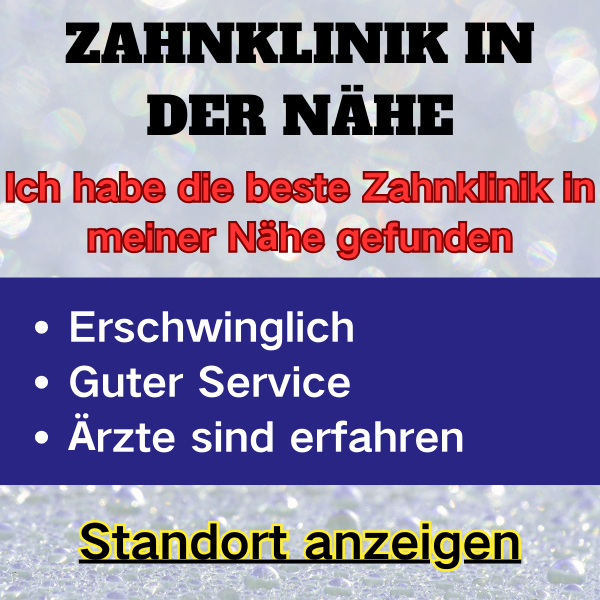 ZAHNKLINIK IN
DER NÄHE
Ich habe die beste Zahnklinik in
meiner Nähe gefunden
• Erschwinglich
• Guter Service
• Ärzte sind erfahren
Standort anzeigen